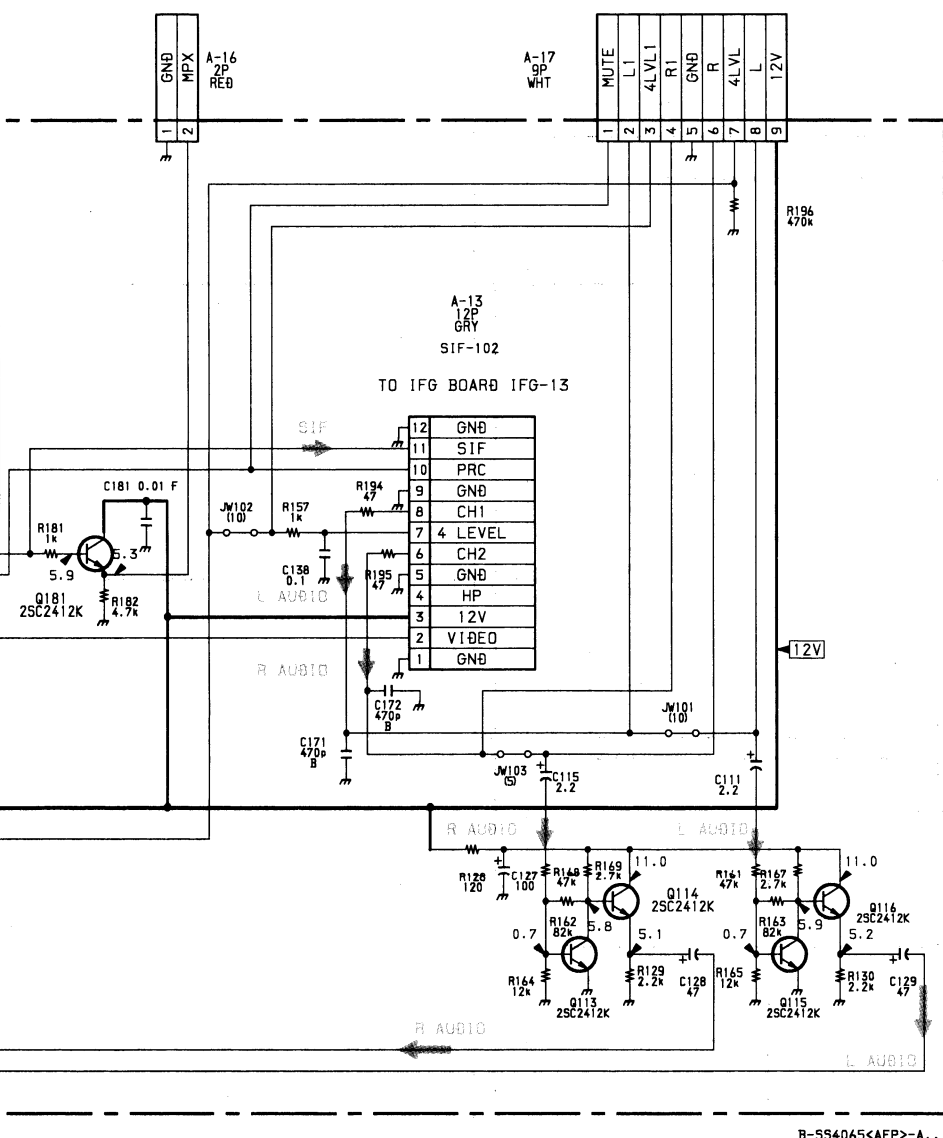 GND
MPX
1
2
A-16
2P
RED
A-17
9P
WHT
MUTE
L1
4LVL1
R1
GND
R
4LVL
L
12V
1
2
3
4
5
6
7
8
9
R196
470k
A-13
12P
GRY
SIF-102
TO IFG BOARD IFG-13
SIF
12 GND
11 SIF
10 PRC
9 GND
8 CH1
7 4 LEVEL
6 CH2
5 GND
4 HP
3 12V
2 VIDEO
1 GND
C181 0.01 F
R194
47
JW102
(10)
R157
1k
R181
1k
5.3
5.9
C138
0.1
R195
47
Q181
2SC2412K
R182
4.7k
L AUDIO
12V
R AUDIO
C172
470p
B
JW101
(10)
C171
470p
B
JW103
(5)
C115
2.2
C111
2.2
R AUDIO
L AUDIO
R128
120
C127
100
47k
R169
2.7k
11.0
Q114
2SC2412K
R161
47k
R167
2.7k
11.0
Q116
2SC2412K
R162
82k
5.8
0.7
5.1
R163
82k
5.9
0.7
5.2
R164
12k
Q113
2SC2412K
R129
2.2k
C128
47
R165
12k
Q115
2SC2412K
R130
2.2k
C129
47
R AUDIO
L AUDIO
B-SS4065<AEP>-A..